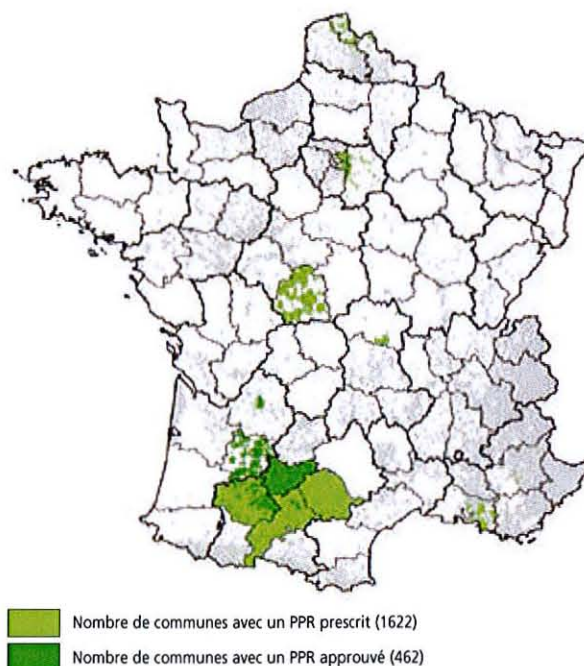 Nombre de communes avec un PPR prescrit (1622)
Nombre de communes avec un PPR approuvé (462)